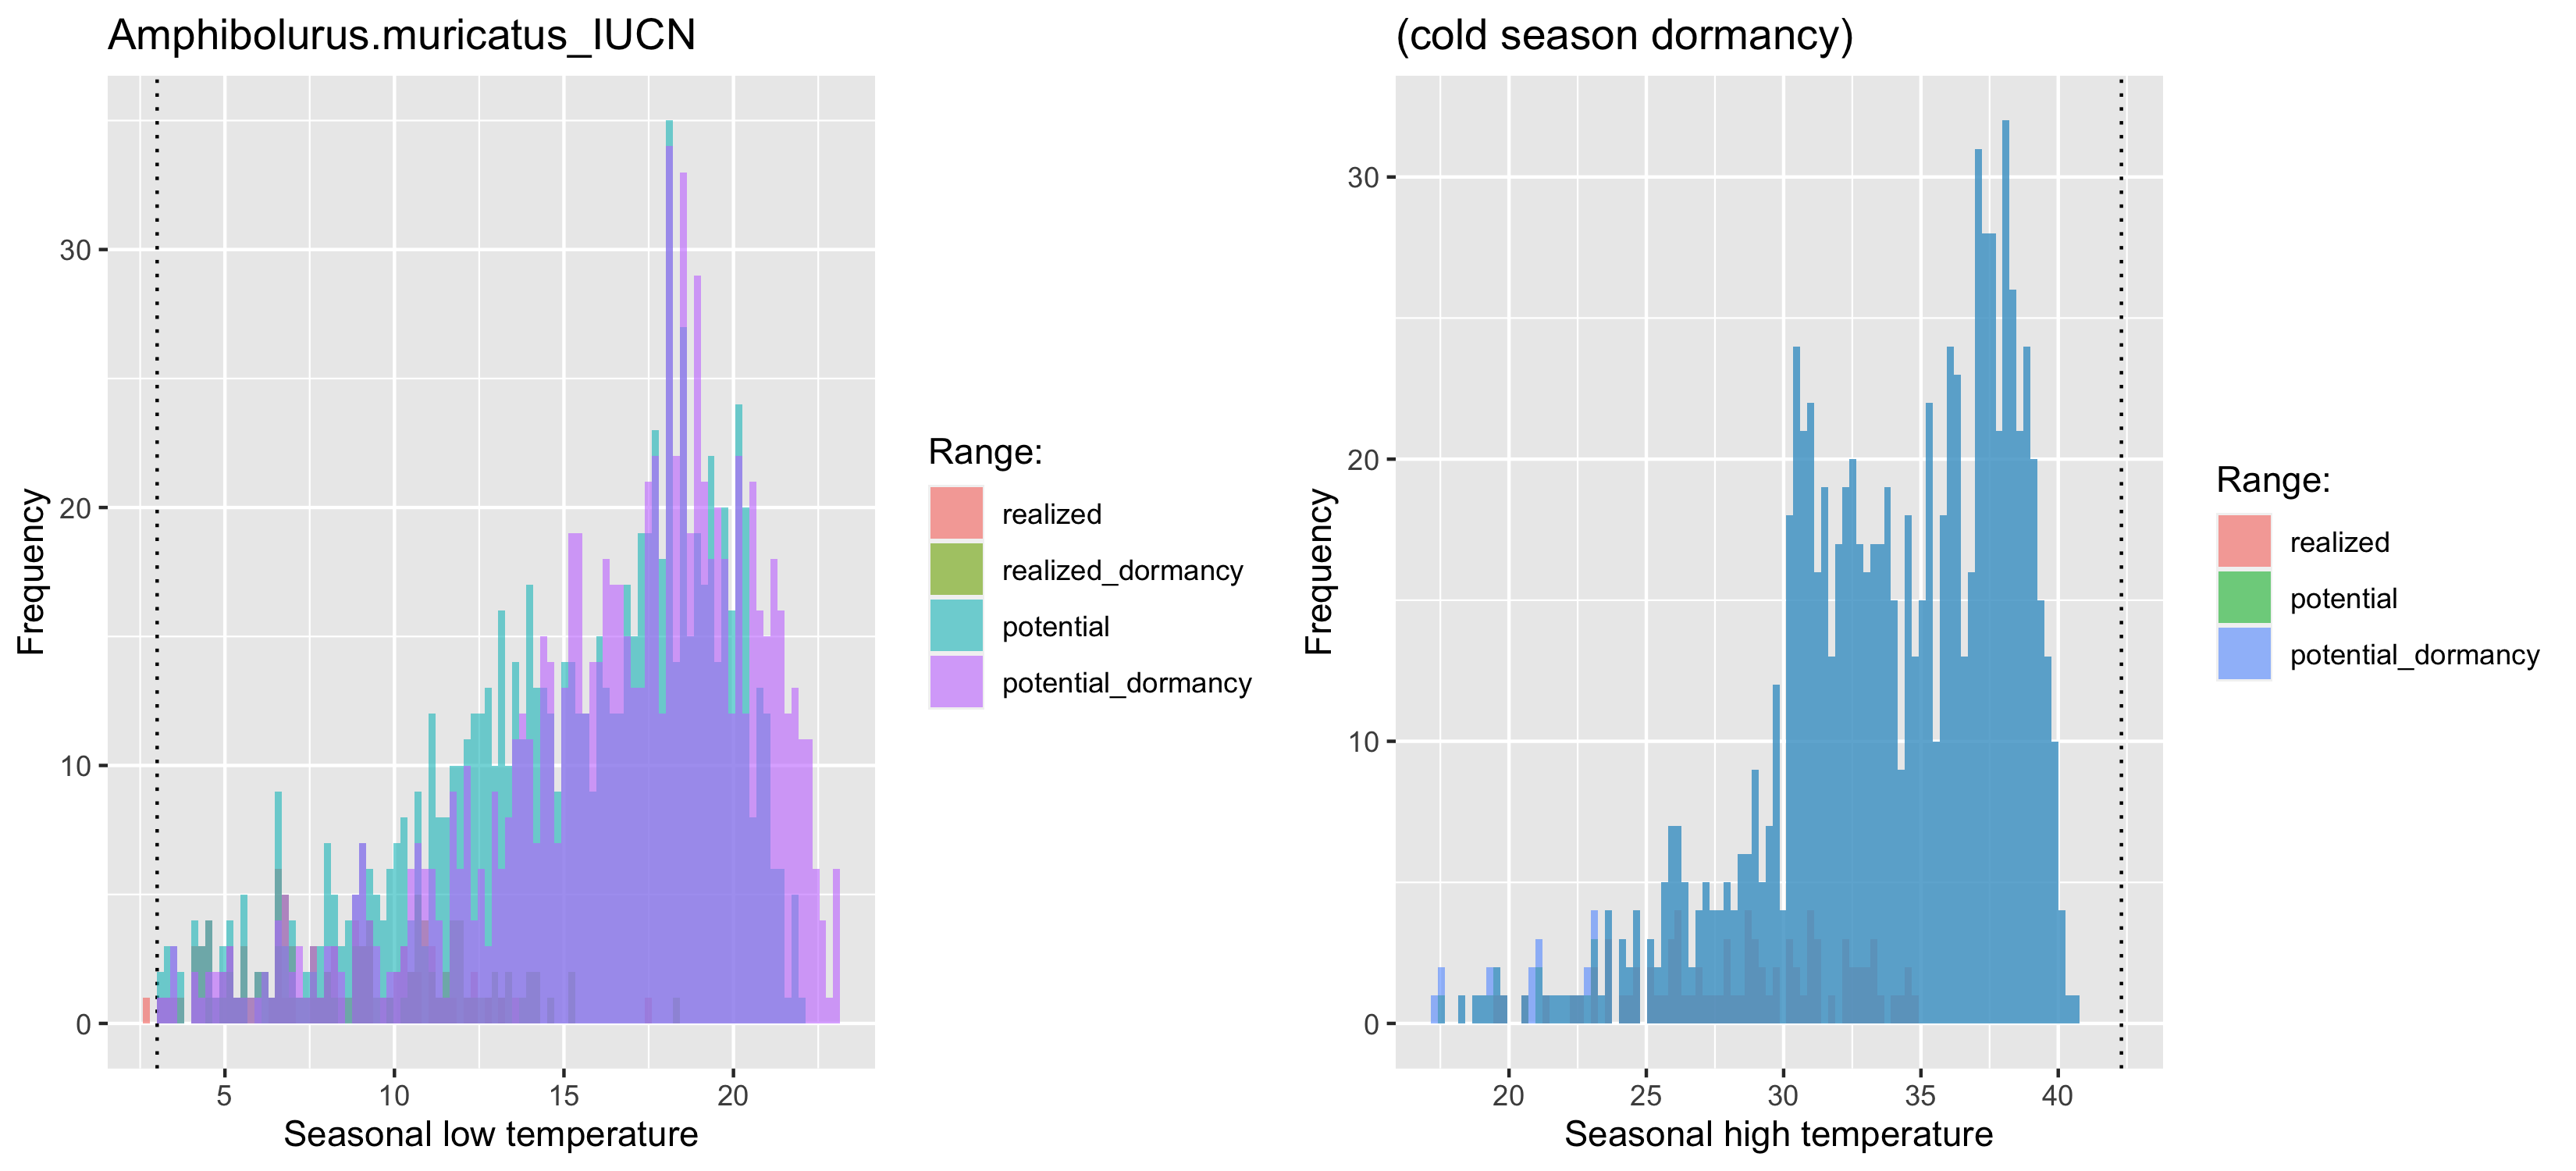 Amphibolurus.muricatus_IUCN
30
20
10
0
Frequency
5 10 15 20
Seasonal low temperature
Range:
realized
realized_dormancy
potential
potential_dormancy
(cold season dormancy)
30
20
10
0
Frequency
20 25 30 35 40
Seasonal high temperature
Range:
realized
potential
potential_dormancy